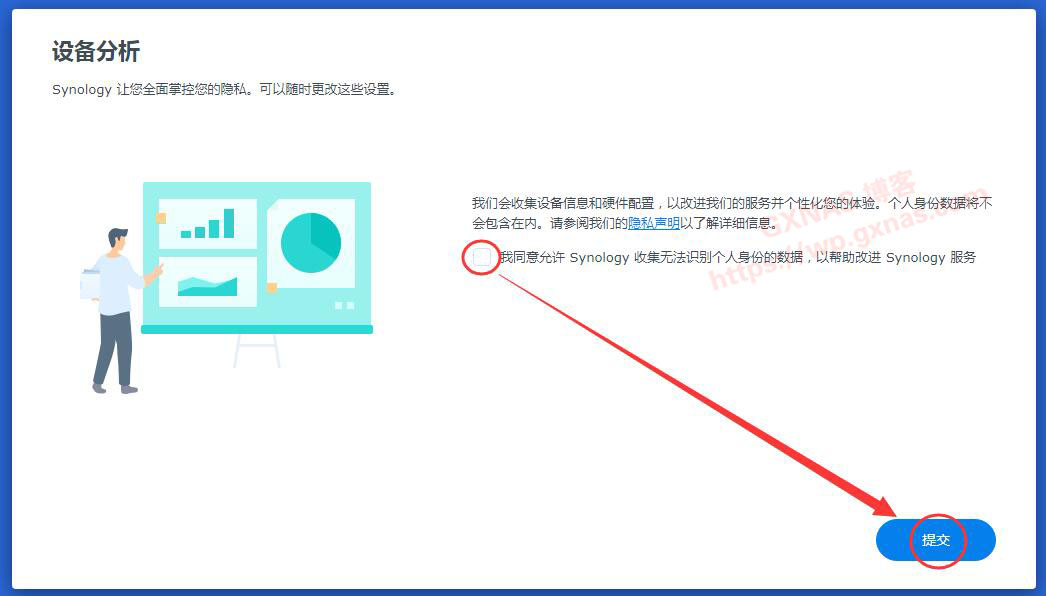 设备分析
Synology 让您全面掌控您的隐私。可以随时更改这些设置。
我们会收集设备信息和硬件配置，以改进我们的服务并个性化您的体验。个人身份数据将不
会包含在内。请参阅我们的隐私声明以了解详细信息。
我同意允许 Synology 收集无法识别个人身份的数据，以帮助改进 Synology 服务
GXNAS 博客
https://wp.gxnas.com
提交